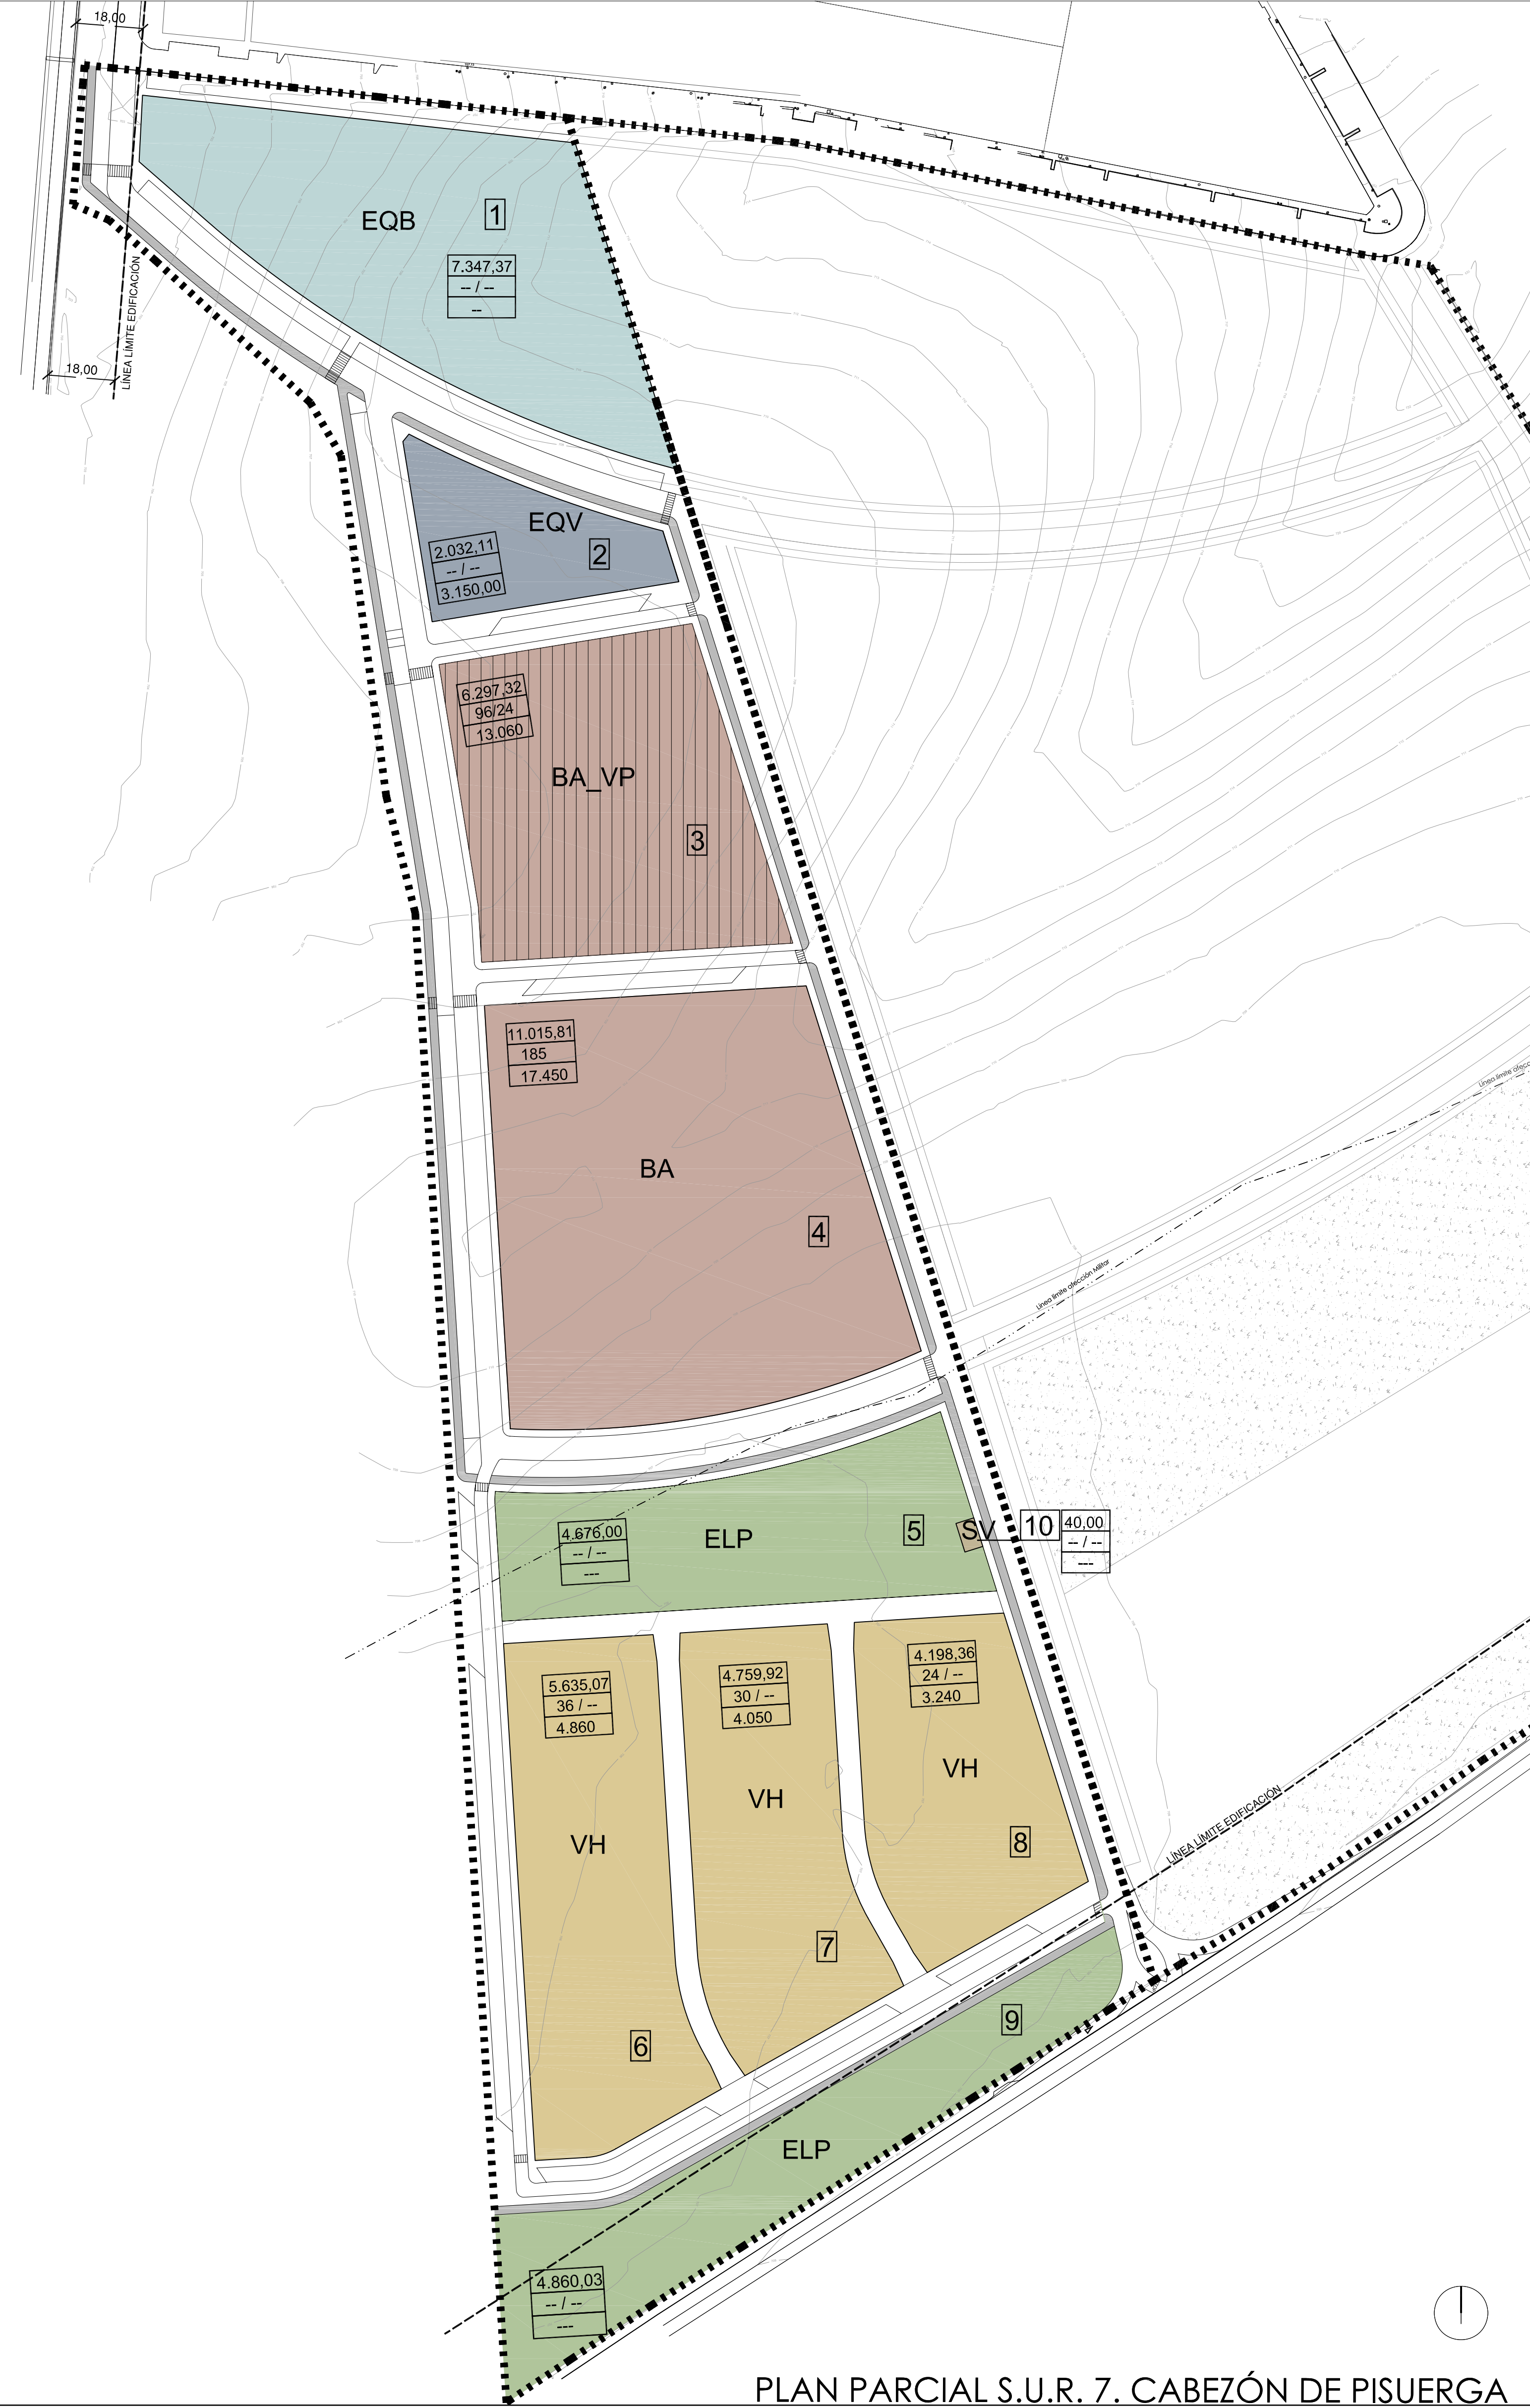 18,00
LÍNEA LÍMITE EDIFICACIÓN
18,00
EQB
1
7.347,37
-- / --
--
EQV
2
2.032,11
-- / --
3.150,00
6.297,32
96/24
13.060
BA_VP
3
11.015,81
185
17.450
BA
4
Línea límite afección Militar
4.676,00
-- / --
---
ELP
5
SV
10
40,00
-- / --
---
5.635,07
36 / --
4.860
VH
6
4.759,92
30 / --
4.050
VH
7
4.198,36
24 / --
3.240
VH
8
LÍNEA LÍMITE EDIFICACIÓN
9
ELP
4.860,03
-- / --
---
PLAN PARCIAL S.U.R. 7. CABEZÓN DE PISUERGA